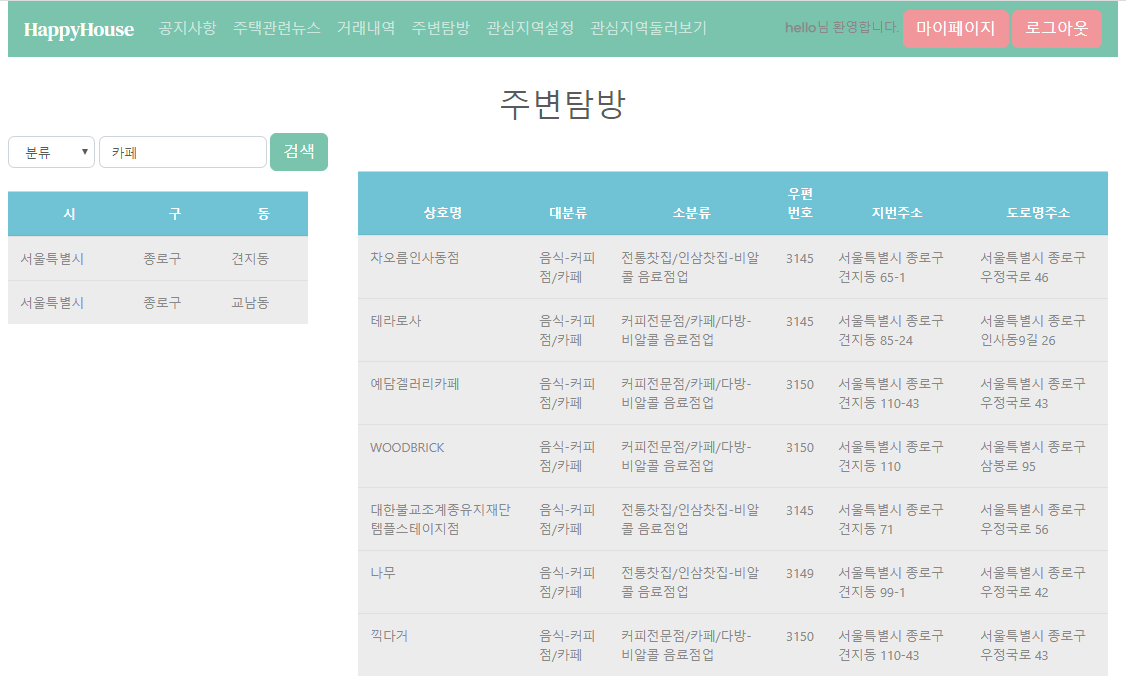 HappyHouse 공지사항 주택관련뉴스 거래내역 주변탐방 관심지역설정 관심지역둘러보기 hello님 환영합니다. 마이페이지 로그아웃
주변탐방
분류 카페 검색
시 구 동
서울특별시 종로구 견지동
서울특별시 종로구 교남동
상호명 대분류 소분류 우편번호 지번주소 도로명주소
차오름인사동점 음식-커피점/카페 전통찻집/인삼찻집-비알콜 음료점업 3145 서울특별시 종로구 견지동 65-1 서울특별시 종로구 우정국로 46
테라로사 음식-커피점/카페 커피전문점/카페/다방-비알콜 음료점업 3145 서울특별시 종로구 견지동 85-24 서울특별시 종로구 인사동9길 26
예담겔러리카페 음식-커피점/카페 커피전문점/카페/다방-비알콜 음료점업 3150 서울특별시 종로구 견지동 110-43 서울특별시 종로구 우정국로 43
WOODBRICK 음식-커피점/카페 커피전문점/카페/다방-비알콜 음료점업 3150 서울특별시 종로구 견지동 110 서울특별시 종로구 삼봉로 95
대한불교조계종유지재단템플스테이지점 음식-커피점/카페 전통찻집/인삼찻집-비알콜 음료점업 3145 서울특별시 종로구 견지동 71 서울특별시 종로구 우정국로 56
나무 음식-커피점/카페 전통찻집/인삼찻집-비알콜 음료점업 3149 서울특별시 종로구 견지동 99-1 서울특별시 종로구 우정국로 42
끽다거 음식-커피점/카페 커피전문점/카페/다방-비알콜 음료점업 3150 서울특별시 종로구 견지동 110-43 서울특별시 종로구 우정국로 43